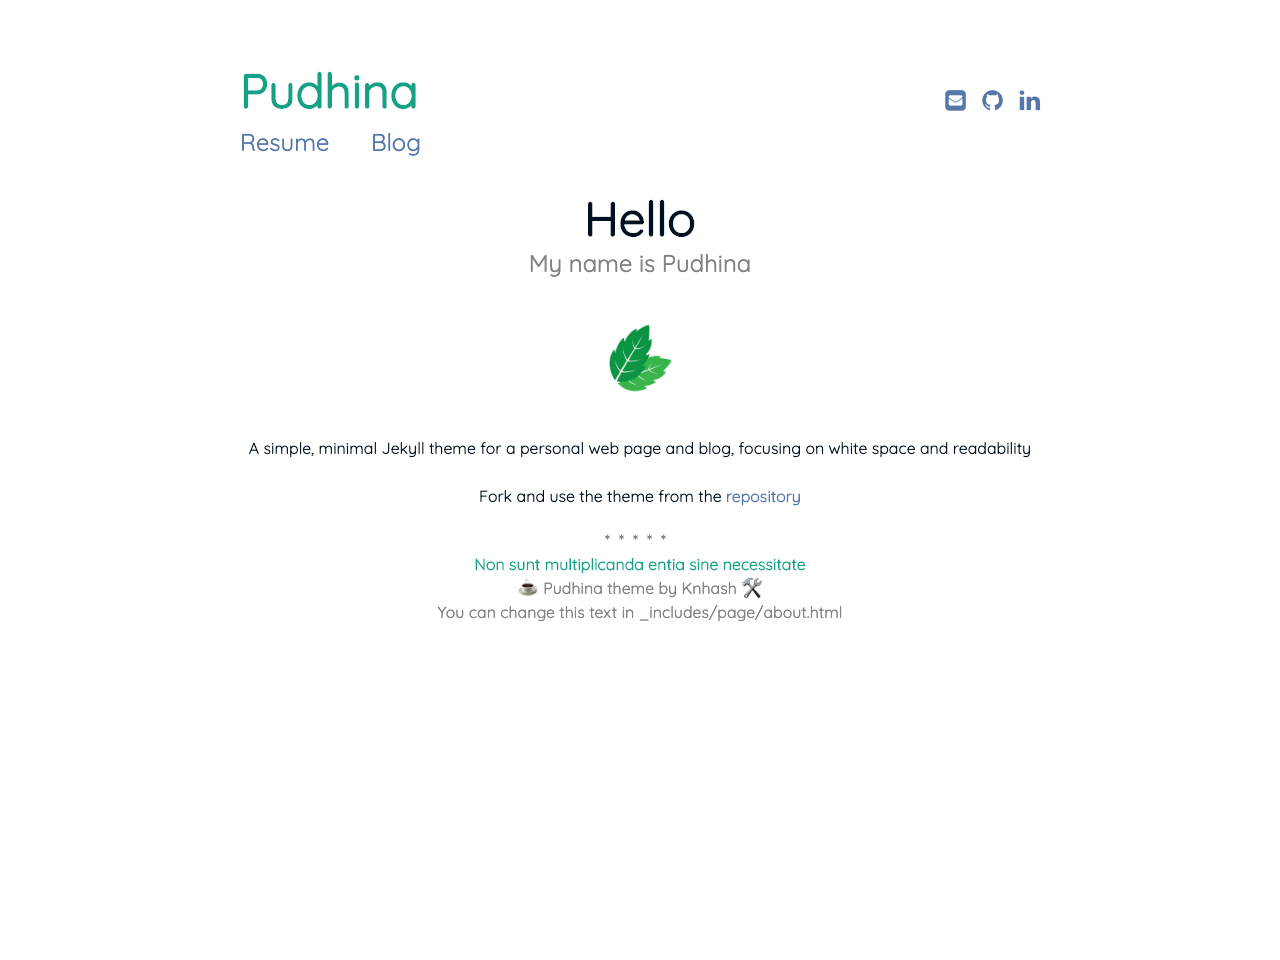 Pudhina
Resume Blog
Hello
My name is Pudhina
A simple, minimal Jekyll theme for a personal web page and blog, focusing on white space and readability
Fork and use the theme from the repository
* * * * *
Non sunt multiplicanda entia sine necessitate
☕ Pudhina theme by Knhash 🛠️
You can change this text in _includes/page/about.html